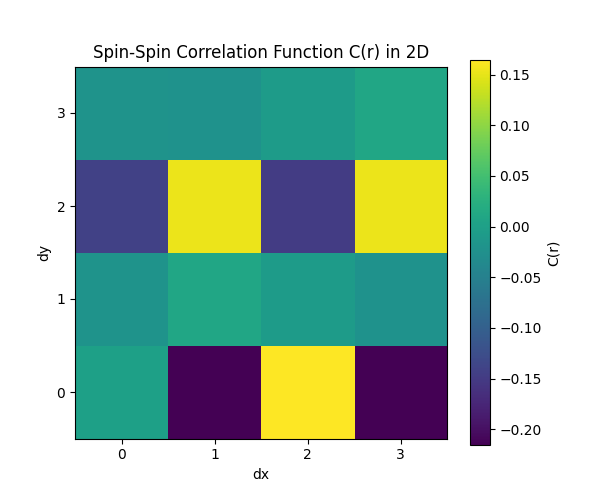 Spin-Spin Correlation Function C(r) in 2D
3
2
1
0
dy
0 1 2 3
dx
0.15
0.10
0.05
0.00
−0.05
−0.10
−0.15
−0.20
C(r)